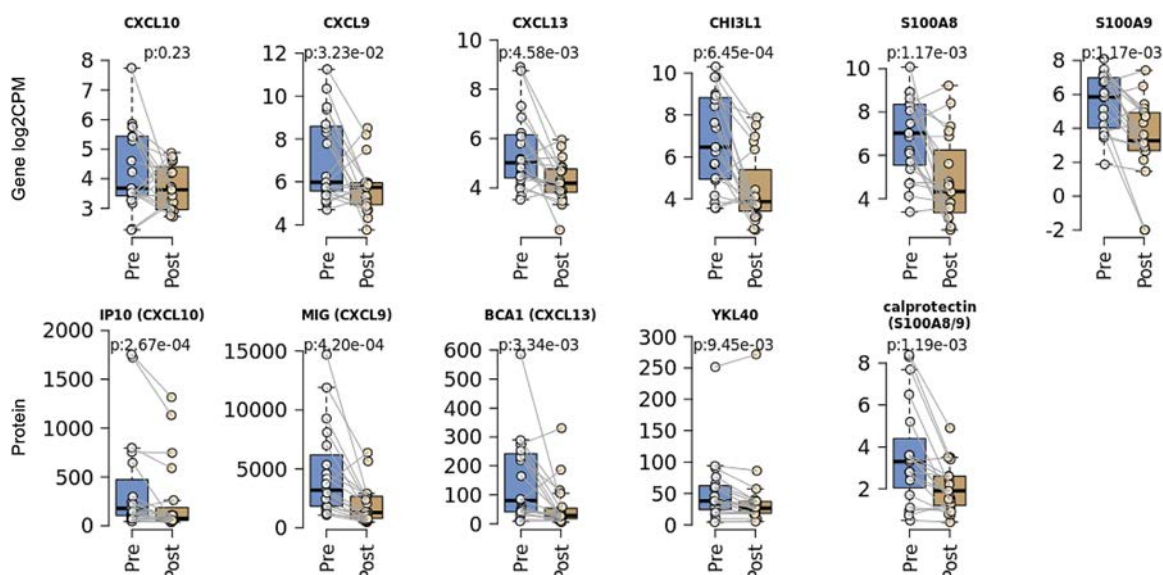 CXCL10 CXCL9 CXCL13 CHI3L1 S100A8 S100A9
p:0.23 p:3.23e-02 p:4.58e-03 p:6.45e-04 p:1.17e-03 p:1.17e-03
Gene log2CPM
8 7 6 5 4 3
12 10 8 6 4
10 8 6 4
10 8 6 4
10 8 6 4
8 6 4 2 0 -2
Pre Post Pre Post Pre Post Pre Post Pre Post Pre Post
IP10 (CXCL10) MIG (CXCL9) BCA1 (CXCL13) YKL40 calprotectin
(S100A8/9)
p:2.67e-04 p:4.20e-04 p:3.34e-03 p:9.45e-03 p:1.19e-03
Protein
2000 1500 1000 500 0
15000 10000 5000 0
600 500 400 300 200 100 0
300 250 200 150 100 50 0
8 6 4 2
Pre Post Pre Post Pre Post Pre Post Pre Post